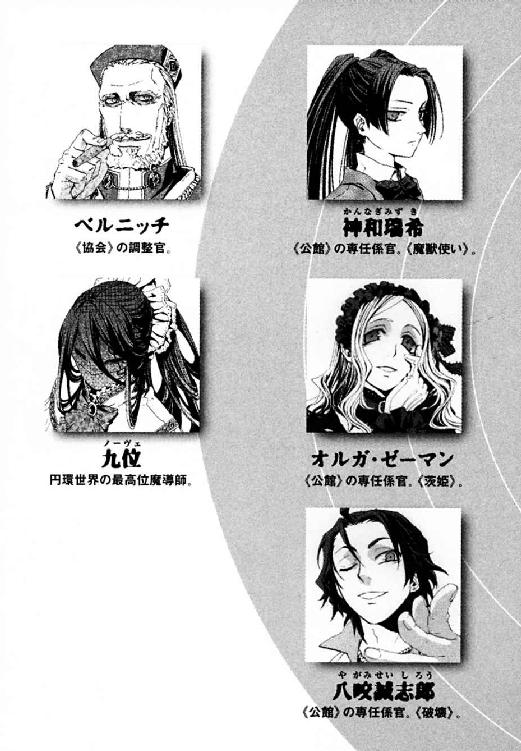 かんなぎみずき
神和瑞希
《公館》の専任係官。《魔獣使い》。
オルガ・ゼーマン
《公館》の専任係官。《茨姫》。
やがみせいしろう
八咬誠志郎
《公館》の専任係官。《破壊》。
ベルニッチ
《協会》の調整官。
ノーヴェ
九位
円環世界の最高位魔導師。